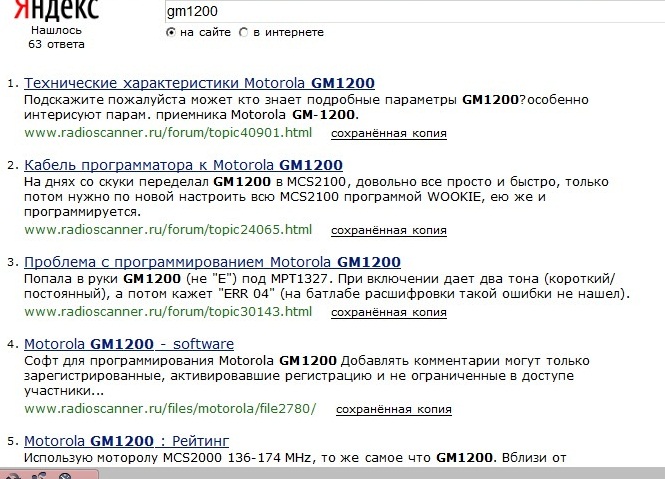 Яндекс
gm1200
Нашлось
63 ответа
на сайте в интернете
1. Технические характеристики Motorola GM1200
Подскажите пожалуйста может кто знает подробные параметры GM1200?особенно
интерисуют парам. приемника Motorola GM-1200.
www.radioscanner.ru/forum/topic40901.html сохранённая копия
2. Кабель программатора к Motorola GM1200
На днях со скуки переделал GM1200 в MCS2100, довольно все просто и быстро, только
потом нужно по новой настроить всю MCS2100 программой WOOKIE, ею же и
программируется.
www.radioscanner.ru/forum/topic24065.html сохранённая копия
3. Проблема с программированием Motorola GM1200
Попала в руки GM1200 (не "E") под MPT1327. При включении дает два тона (короткий/
постоянный), а потом кажет "ERR 04" (на батлабе расшифровки такой ошибки не нашел).
www.radioscanner.ru/forum/topic30143.html сохранённая копия
4. Motorola GM1200 - software
Софт для программирования Motorola GM1200 Добавлять комментарии могут только
зарегистрированные, активировавшие регистрацию и не ограниченные в доступе
участники...
www.radioscanner.ru/files/motorola/file2780/ сохранённая копия
5. Motorola GM1200 : Рейтинг
Использую моторолу MCS2000 136-174 MHz, то же самое что GM1200. Вблизи от